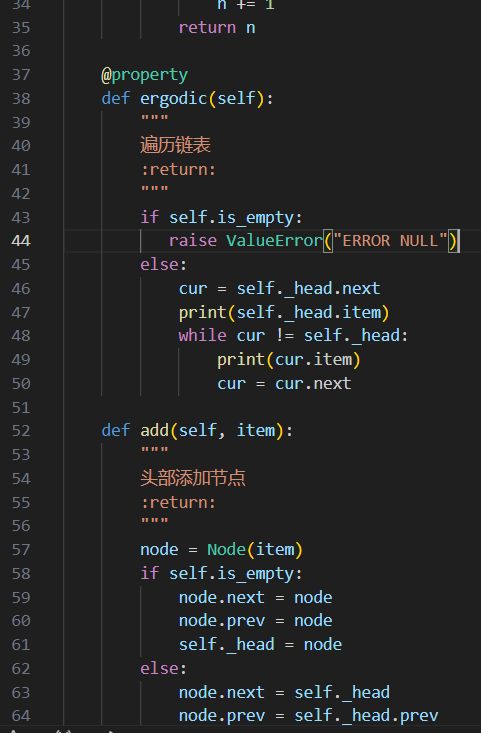 34 n += 1
35 return n
36
37 @property
38 def ergodic(self):
39 """
40 遍历链表
41 :return:
42 """
43 if self.is_empty:
44 raise ValueError("ERROR NULL")
45 else:
46 cur = self._head.next
47 print(self._head.item)
48 while cur != self._head:
49 print(cur.item)
50 cur = cur.next
51
52 def add(self, item):
53 """
54 头部添加节点
55 :return:
56 """
57 node = Node(item)
58 if self.is_empty:
59 node.next = node
60 node.prev = node
61 self._head = node
62 else:
63 node.next = self._head
64 node.prev = self._head.prev